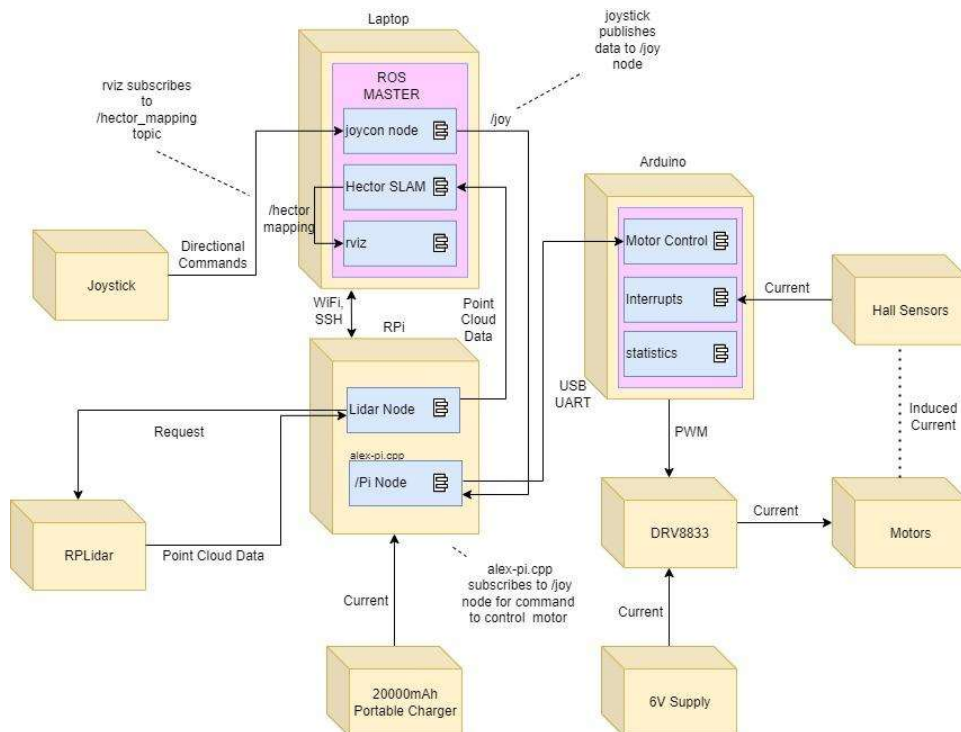 Laptop
joystick
publishes
data to /joy
node
rviz subscribes
to
/hector_mapping
topic
ROS
MASTER
joycon node
/joy
Hector SLAM
/hector
mapping
rviz
Arduino
Motor Control
Interrupts
statistics
Current
Hall Sensors
Joystick
Directional
Commands
WiFi,
SSH
Point
Cloud
Data
RPi
USB
UART
Lidar Node
alex-pi.cpp
/Pi Node
Request
RPLidar
Point Cloud Data
PWM
Induced
Current
DRV8833
Current
Motors
alex-pi.cpp
subscribes to /joy
node for command
to control motor
Current
Current
20000mAh
Portable Charger
6V Supply